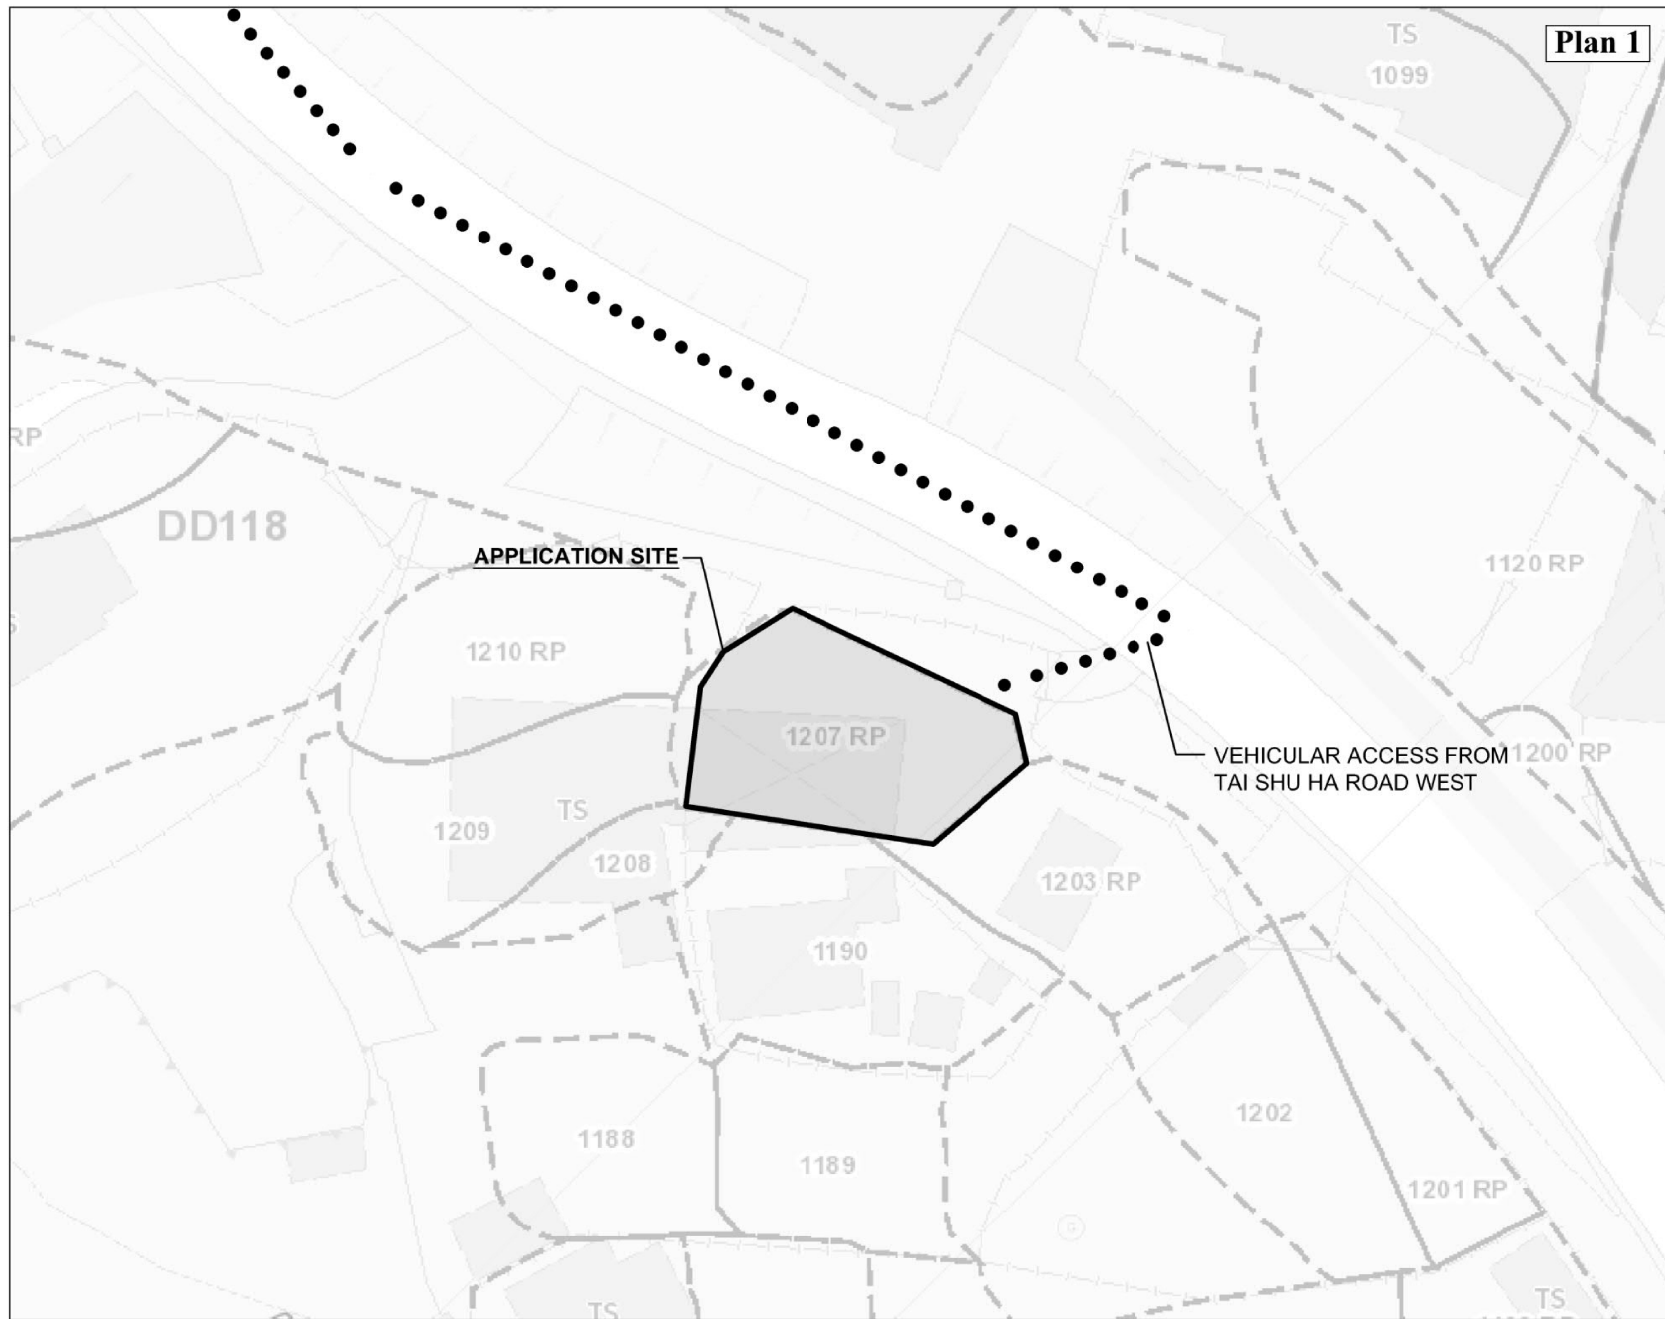 Plan 1
TS
1099
RP
DD118
APPLICATION SITE
1120 RP
1210 RP
1207 RP
VEHICULAR ACCESS FROM
TAI SHU HA ROAD WEST
1200 RP
TS
1209
1208
1203 RP
1190
1202
1188
1189
1201 RP
G
TS
TS